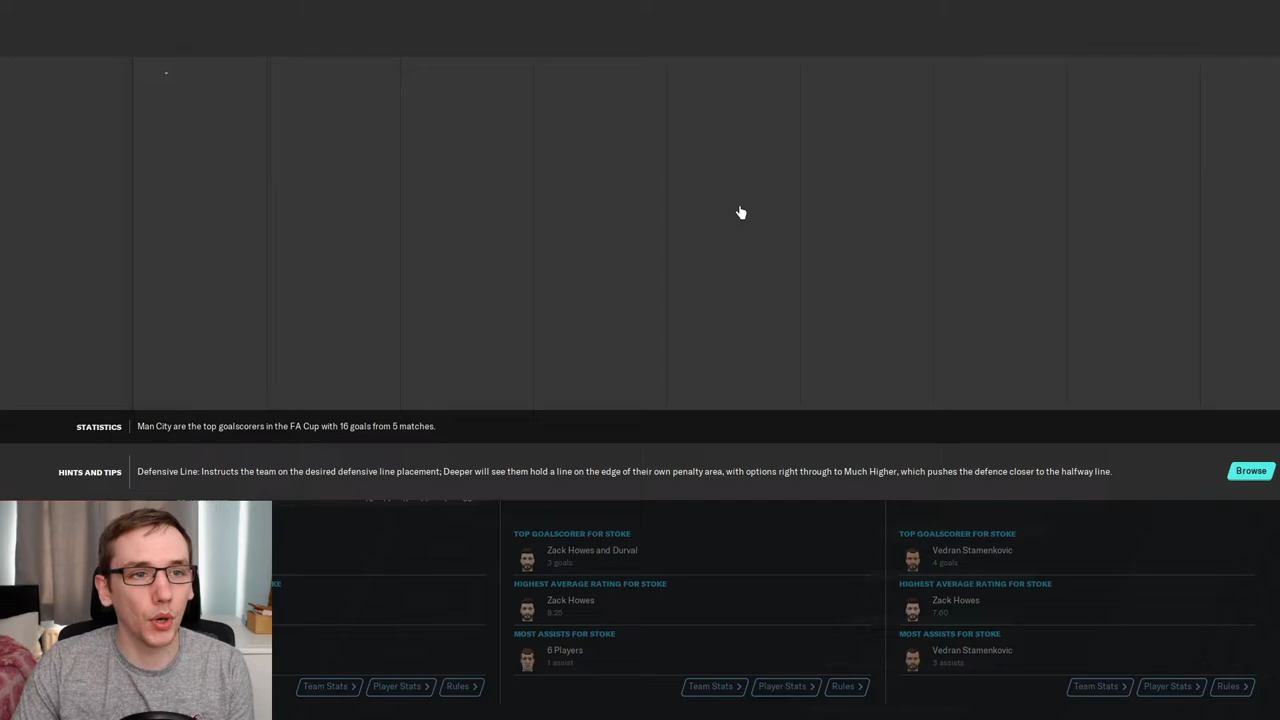 STATISTICS
Man City are the top goalscorers in the FA Cup with 16 goals from 5 matches.
HINTS AND TIPS
Defensive Line: Instructs the team on the desired defensive line placement; Deeper will see them hold a line on the edge of their own penalty area, with options right through to Much Higher, which pushes the defence closer to the halfway line.
Browse
TOP GOALSCORER FOR STOKE
Zack Howes and Durval
3 goals
HIGHEST AVERAGE RATING FOR STOKE
Zack Howes
MOST ASSISTS FOR STOKE
6 Players
1 assist
TOP GOALSCORER FOR STOKE
Vedran Stamenkovic
4 goals
HIGHEST AVERAGE RATING FOR STOKE
Zack Howes
7.60
MOST ASSISTS FOR STOKE
Vedran Stamenkovic
3 assists
Team Stats
Player Stats
Rules
Team Stats
Player Stats
Rules
Team Stats
Player Stats
Rules